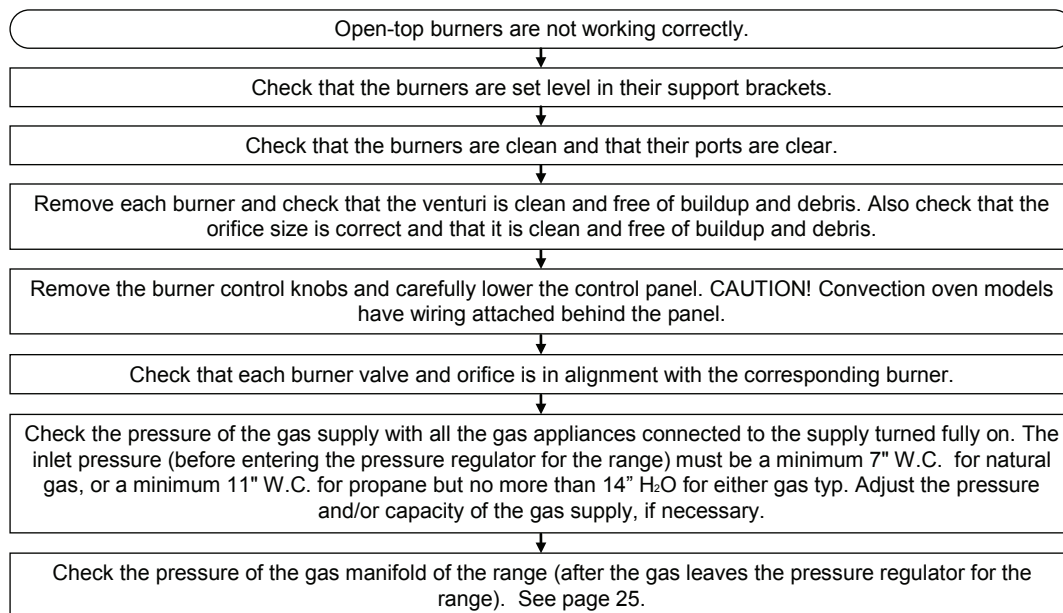 Open-top burners are not working correctly.
Check that the burners are set level in their support brackets.
Check that the burners are clean and that their ports are clear.
Remove each burner and check that the venturi is clean and free of buildup and debris. Also check that the
orifice size is correct and that it is clean and free of buildup and debris.
Remove the burner control knobs and carefully lower the control panel. CAUTION! Convection oven models
have wiring attached behind the panel.
Check that each burner valve and orifice is in alignment with the corresponding burner.
Check the pressure of the gas supply with all the gas appliances connected to the supply turned fully on. The
inlet pressure (before entering the pressure regulator for the range) must be a minimum 7" W.C. for natural
gas, or a minimum 11" W.C. for propane but no more than 14” H₂O for either gas typ. Adjust the pressure
and/or capacity of the gas supply, if necessary.
Check the pressure of the gas manifold of the range (after the gas leaves the pressure regulator for the
range). See page 25.